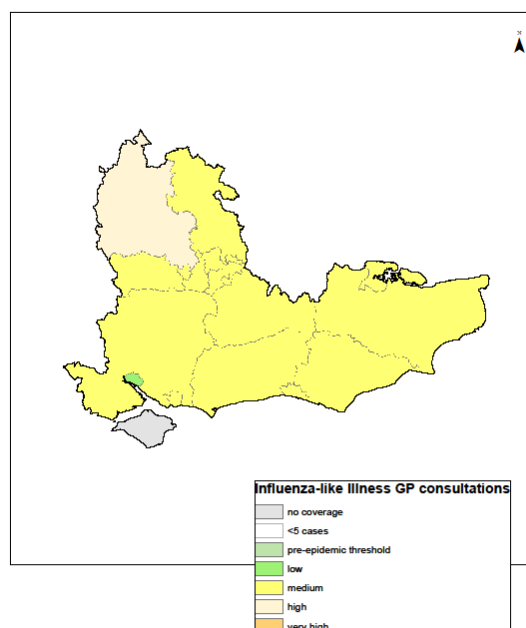 N
Influenza-like Illness GP consultations
no coverage
<5 cases
pre-epidemic threshold
low
medium
high
very high